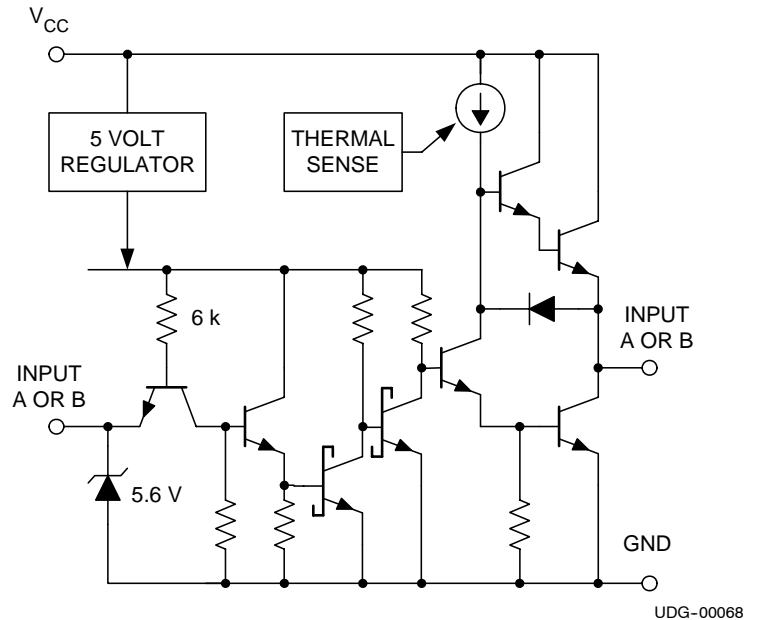 VCC
5 VOLT
REGULATOR
THERMAL
SENSE
6 k
INPUT
A OR B
INPUT
A OR B
5.6 V
GND
UDG-00068